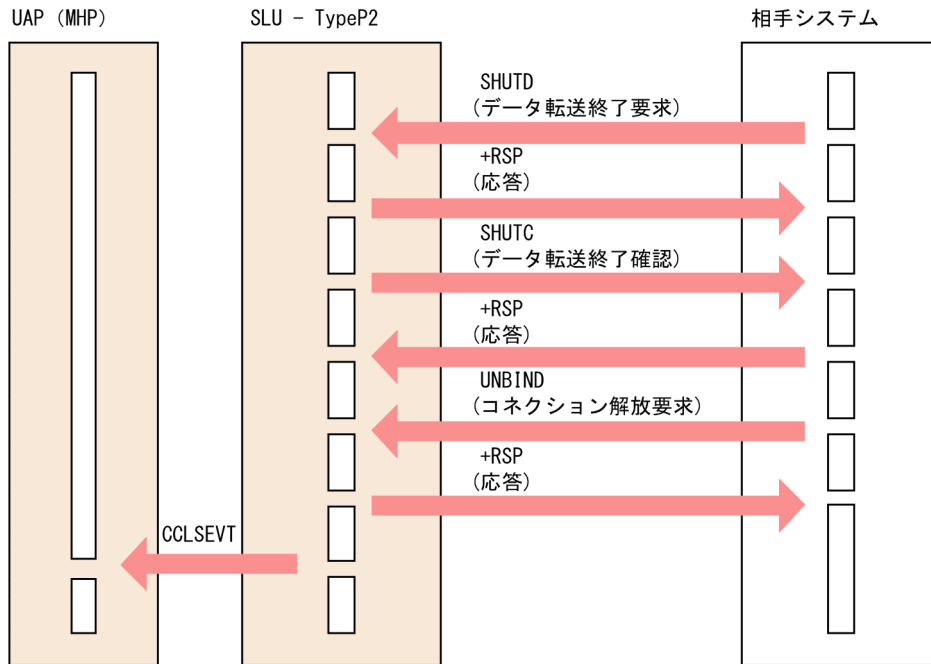 UAP (MHP)
SLU - TypeP2
相手システム
SHUTD
(データ転送終了要求)
+RSP
(応答)
SHUTC
(データ転送終了確認)
+RSP
(応答)
UNBIND
(コネクション解放要求)
+RSP
(応答)
CCLSEVT